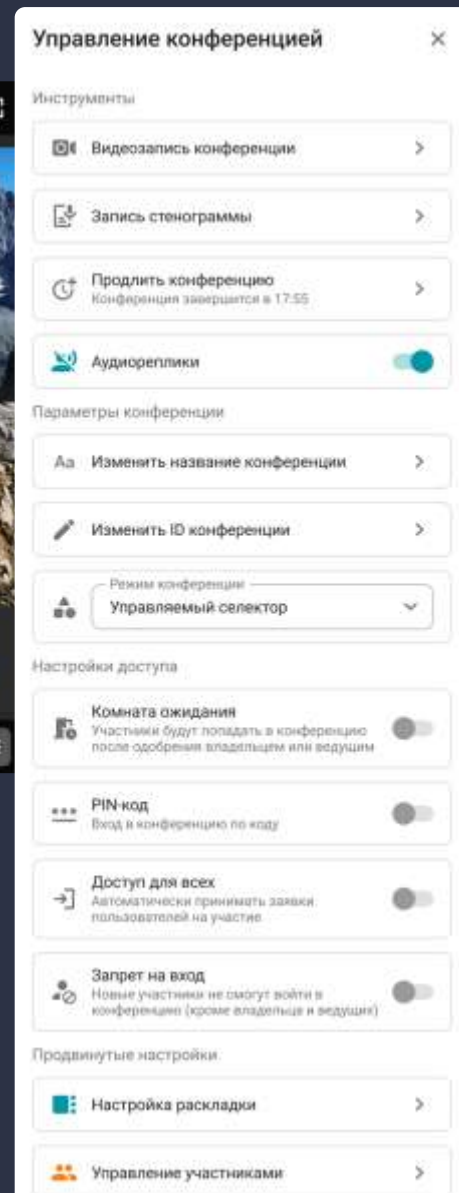 Управление конференцией
Инструменты
Видеозапись конференции
Запись стенограммы
Продлить конференцию
Конференция завершится в 17:55
Аудиореплики
Параметры конференции
Aa Изменить название конференции
Изменить ID конференции
Режим конференции
Управляемый селектор
Настройки доступа
Комната ожидания
Участники будут попадать в конференцию
после одобрения владельцем или ведущим
PIN-код
Вход в конференцию по коду
Доступ для всех
Автоматически принимать заявки
пользователей на участие
Запрет на вход
Новые участники не смогут войти в
конференцию (кроме владельца и ведущих)
Продвинутые настройки
Настройка раскладки
Управление участниками